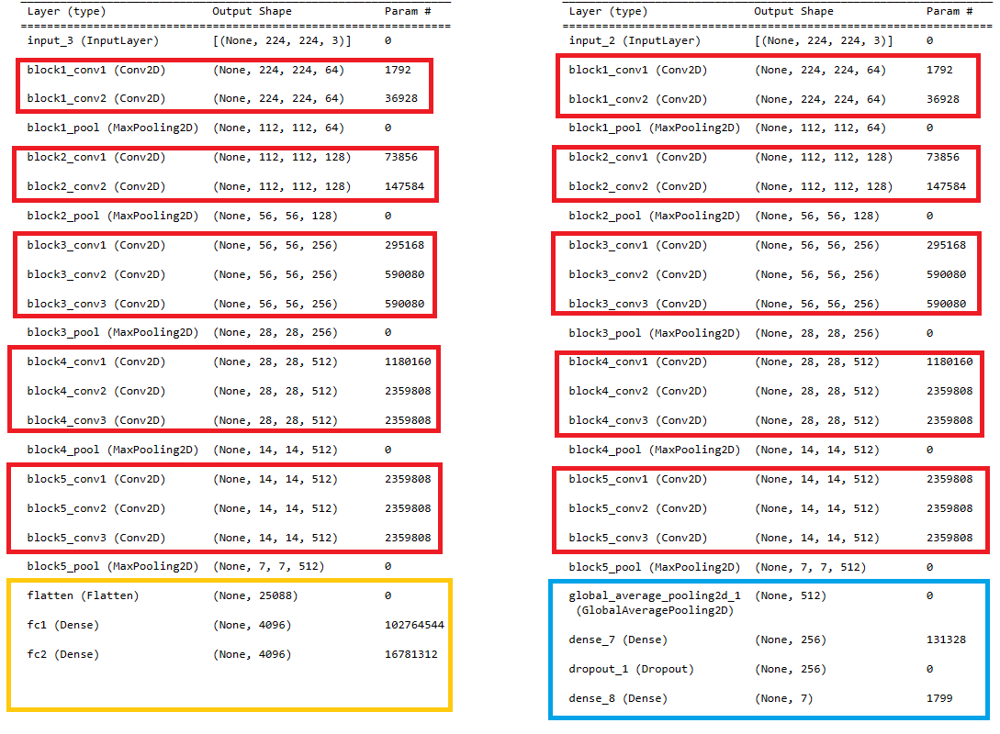 Layer (type) Output Shape Param #
=================================================================
input_3 (InputLayer) [(None, 224, 224, 3)] 0
block1_conv1 (Conv2D) (None, 224, 224, 64) 1792
block1_conv2 (Conv2D) (None, 224, 224, 64) 36928
block1_pool (MaxPooling2D) (None, 112, 112, 64) 0
block2_conv1 (Conv2D) (None, 112, 112, 128) 73856
block2_conv2 (Conv2D) (None, 112, 112, 128) 147584
block2_pool (MaxPooling2D) (None, 56, 56, 128) 0
block3_conv1 (Conv2D) (None, 56, 56, 256) 295168
block3_conv2 (Conv2D) (None, 56, 56, 256) 590080
block3_conv3 (Conv2D) (None, 56, 56, 256) 590080
block3_pool (MaxPooling2D) (None, 28, 28, 256) 0
block4_conv1 (Conv2D) (None, 28, 28, 512) 1180160
block4_conv2 (Conv2D) (None, 28, 28, 512) 2359808
block4_conv3 (Conv2D) (None, 28, 28, 512) 2359808
block4_pool (MaxPooling2D) (None, 14, 14, 512) 0
block5_conv1 (Conv2D) (None, 14, 14, 512) 2359808
block5_conv2 (Conv2D) (None, 14, 14, 512) 2359808
block5_conv3 (Conv2D) (None, 14, 14, 512) 2359808
block5_pool (MaxPooling2D) (None, 7, 7, 512) 0
flatten (Flatten) (None, 25088) 0
fc1 (Dense) (None, 4096) 102764544
fc2 (Dense) (None, 4096) 16781312
Layer (type) Output Shape Param #
=================================================================
input_2 (InputLayer) [(None, 224, 224, 3)] 0
block1_conv1 (Conv2D) (None, 224, 224, 64) 1792
block1_conv2 (Conv2D) (None, 224, 224, 64) 36928
block1_pool (MaxPooling2D) (None, 112, 112, 64) 0
block2_conv1 (Conv2D) (None, 112, 112, 128) 73856
block2_conv2 (Conv2D) (None, 112, 112, 128) 147584
block2_pool (MaxPooling2D) (None, 56, 56, 128) 0
block3_conv1 (Conv2D) (None, 56, 56, 256) 295168
block3_conv2 (Conv2D) (None, 56, 56, 256) 590080
block3_conv3 (Conv2D) (None, 56, 56, 256) 590080
block3_pool (MaxPooling2D) (None, 28, 28, 256) 0
block4_conv1 (Conv2D) (None, 28, 28, 512) 1180160
block4_conv2 (Conv2D) (None, 28, 28, 512) 2359808
block4_conv3 (Conv2D) (None, 28, 28, 512) 2359808
block4_pool (MaxPooling2D) (None, 14, 14, 512) 0
block5_conv1 (Conv2D) (None, 14, 14, 512) 2359808
block5_conv2 (Conv2D) (None, 14, 14, 512) 2359808
block5_conv3 (Conv2D) (None, 14, 14, 512) 2359808
block5_pool (MaxPooling2D) (None, 7, 7, 512) 0
global_average_pooling2d_1 (None, 512) 0
(GlobalAveragePooling2D)
dense_7 (Dense) (None, 256) 131328
dropout_1 (Dropout) (None, 256) 0
dense_8 (Dense) (None, 7) 1799